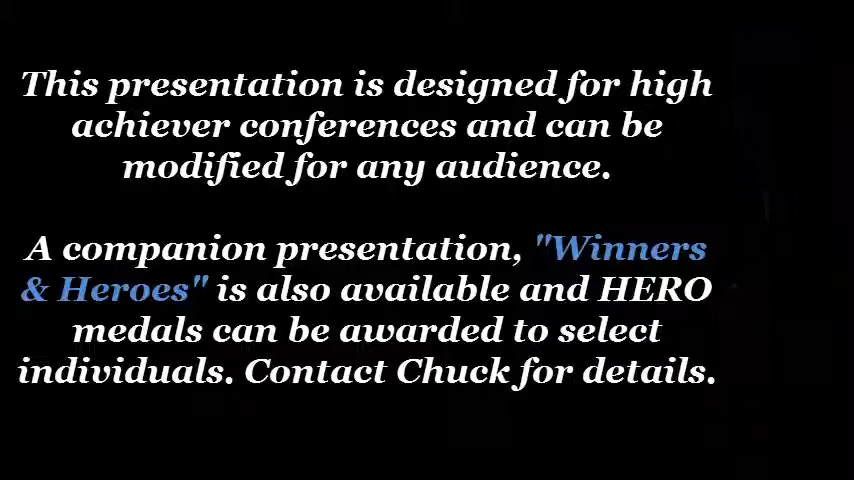 This presentation is designed for high
achiever conferences and can be
modified for any audience.
A companion presentation, "Winners
& Heroes" is also available and HERO
medals can be awarded to select
individuals. Contact Chuck for details.